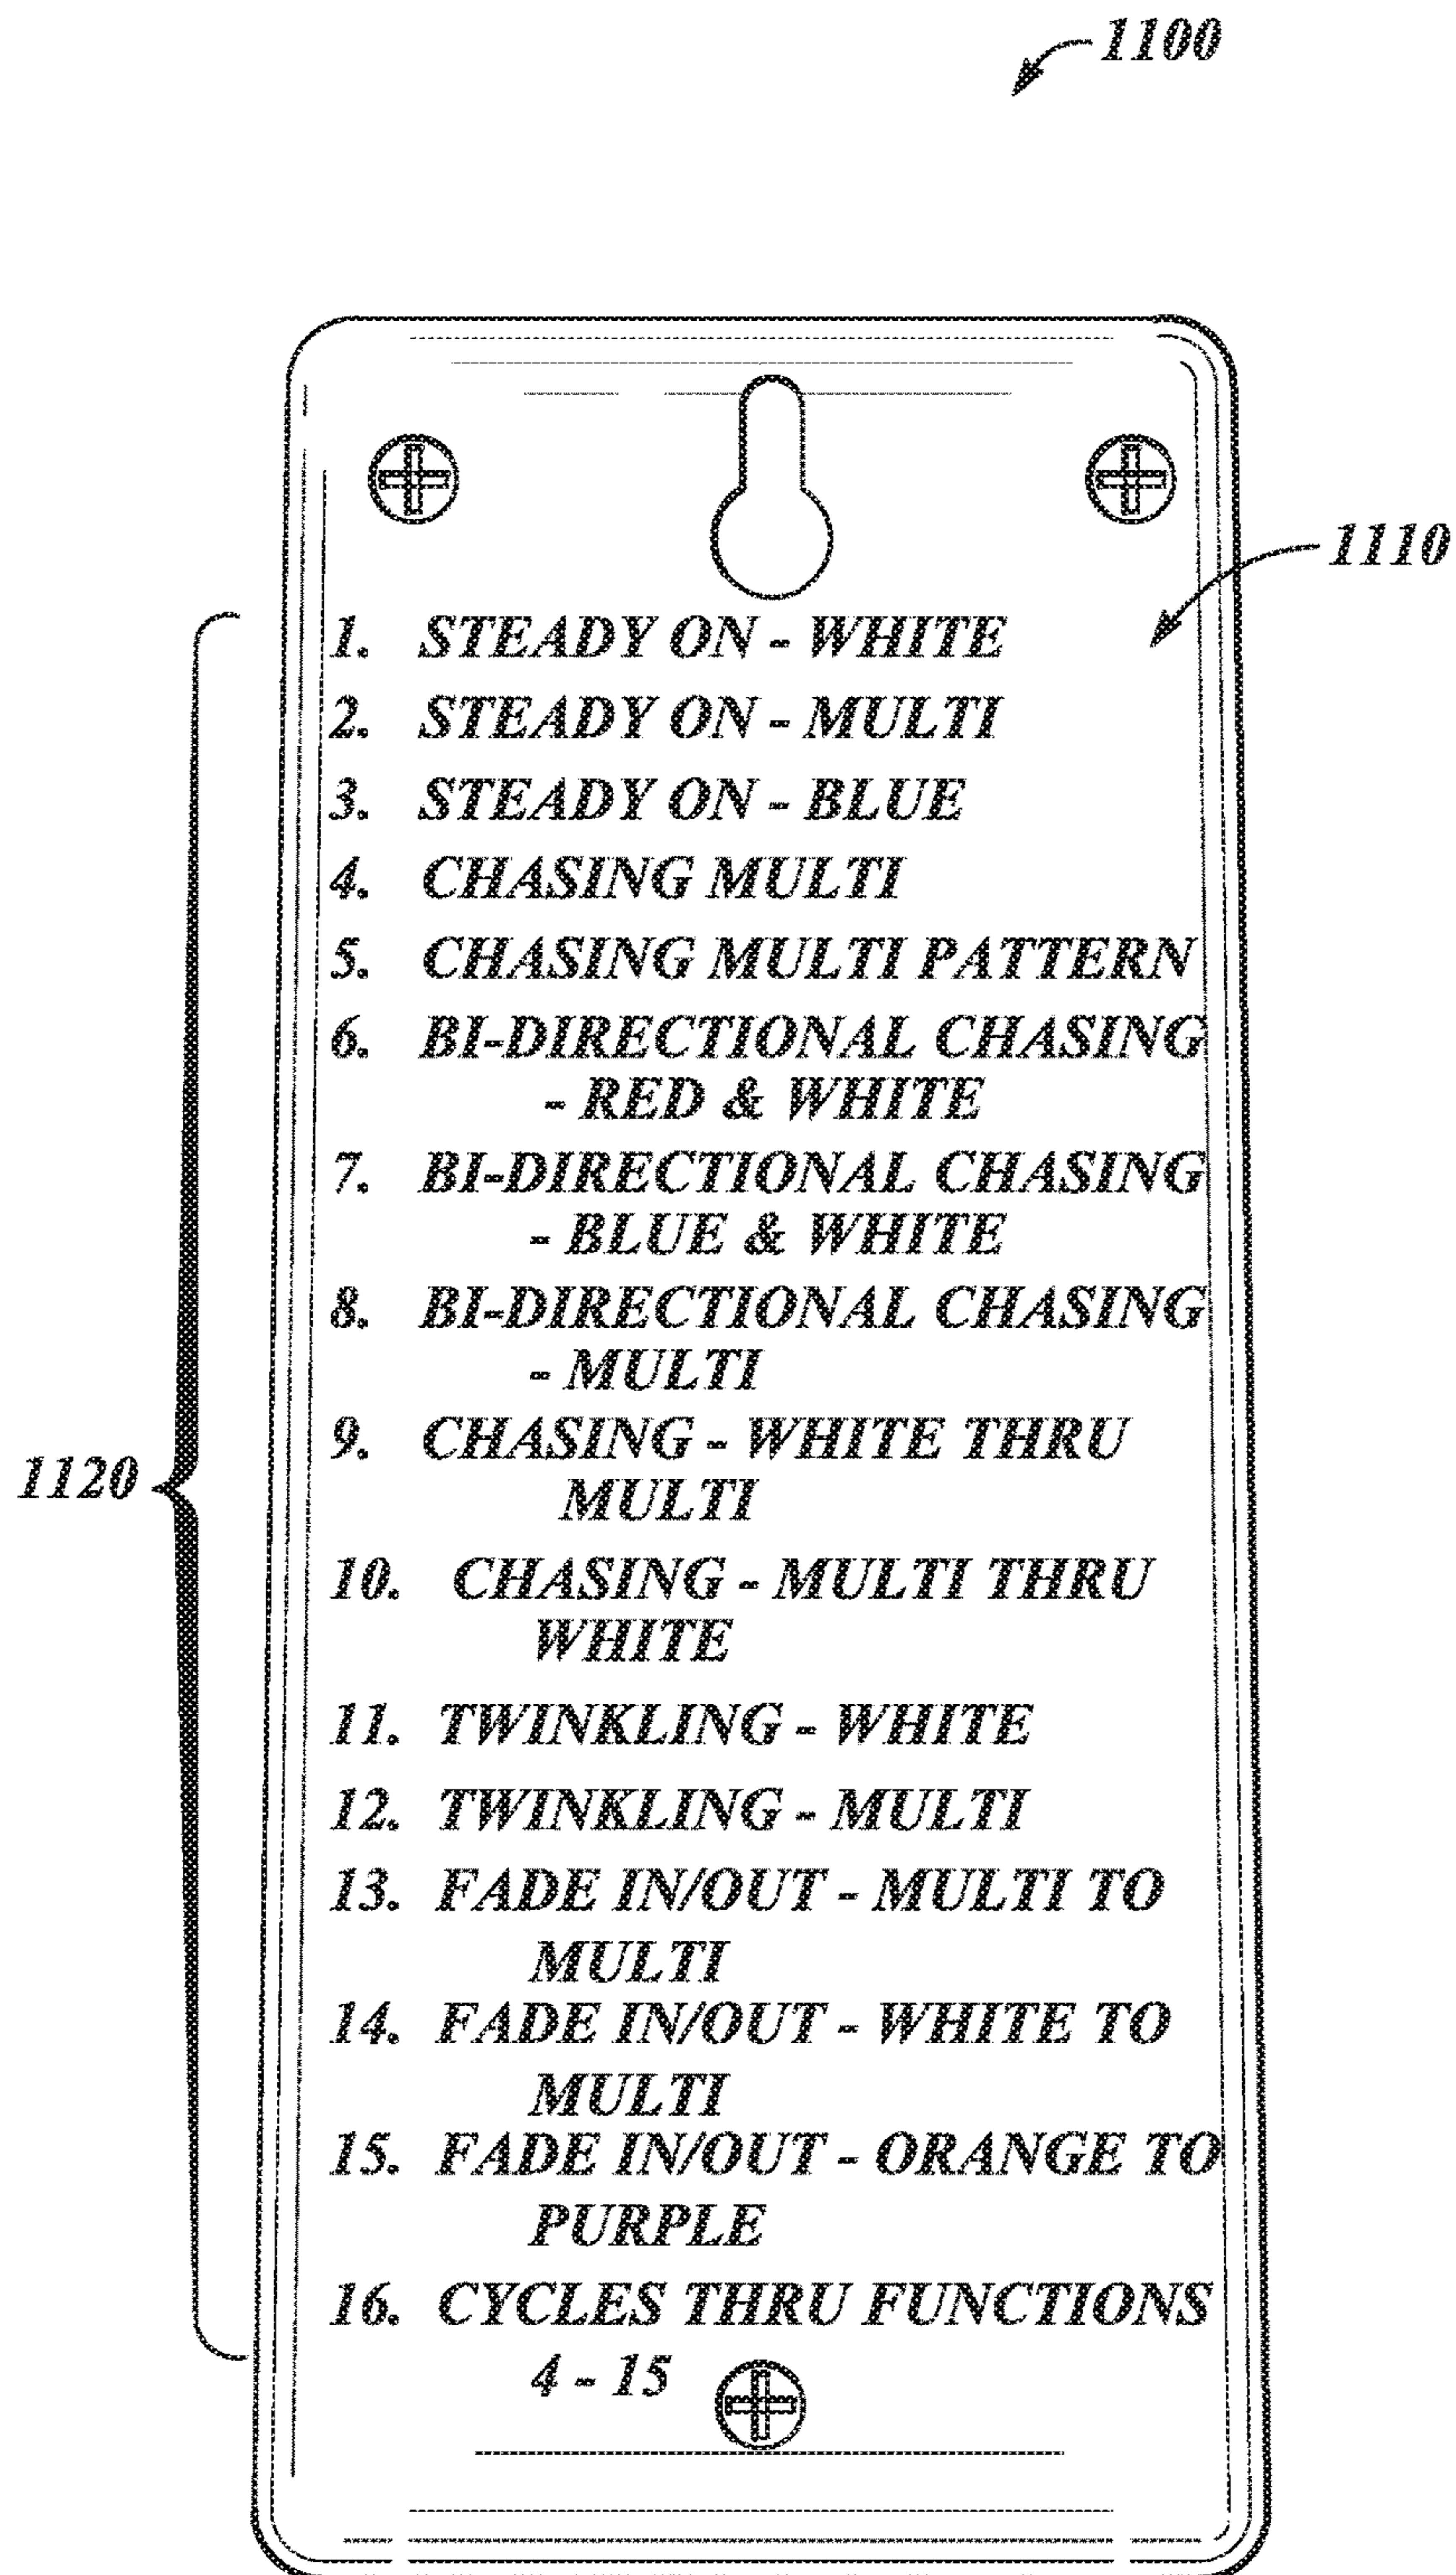 1100
1110
1. STEADY ON - WHITE
2. STEADY ON - MULTI
3. STEADY ON - BLUE
4. CHASING MULTI
5. CHASING MULTI PATTERN
6. BI-DIRECTIONAL CHASING
- RED & WHITE
7. BI-DIRECTIONAL CHASING
- BLUE & WHITE
8. BI-DIRECTIONAL CHASING
- MULTI
9. CHASING - WHITE THRU
MULTI
1120
10. CHASING - MULTI THRU
WHITE
11. TWINKLING - WHITE
12. TWINKLING - MULTI
13. FADE IN/OUT - MULTI TO
MULTI
14. FADE IN/OUT - WHITE TO
MULTI
15. FADE IN/OUT - ORANGE TO
PURPLE
16. CYCLES THRU FUNCTIONS
4 - 15